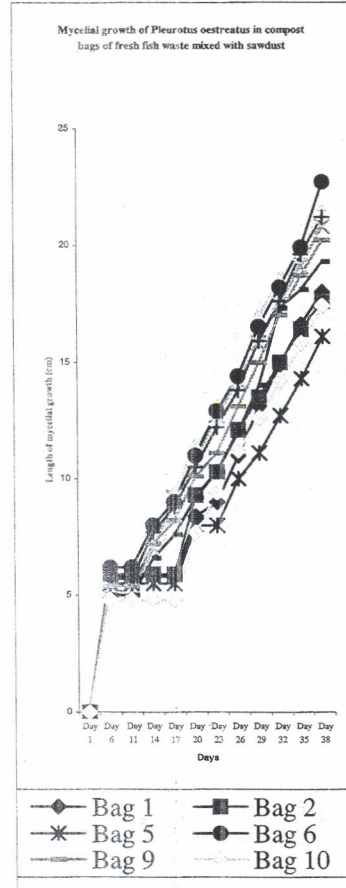 Mycelial growth of Pleurotus oestreatus in compost
bags of fresh fish waste mixed with sawdust
25
20
15
10
5
0
Length of mycelial growth (cm)
Day Day Day Day Day Day Day Day Day Day Day Day
1 6 11 14 17 20 23 26 29 32 35 38
Days
Bag 1 Bag 2
Bag 5 Bag 6
Bag 9 Bag 10